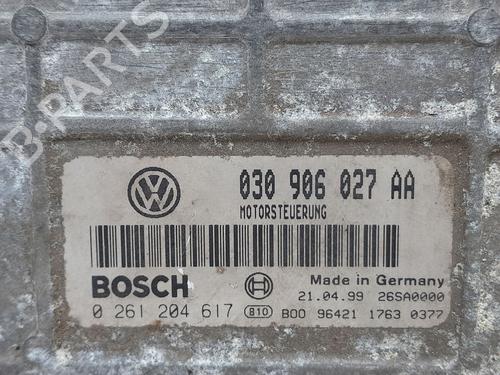 B-PARTS
VW
030 906 027 AA
MOTORSTEUERUNG
BOSCH
Made in Germany
21.04.99 26SA0000
0 261 204 617 B10 B00 96421 1763 0377